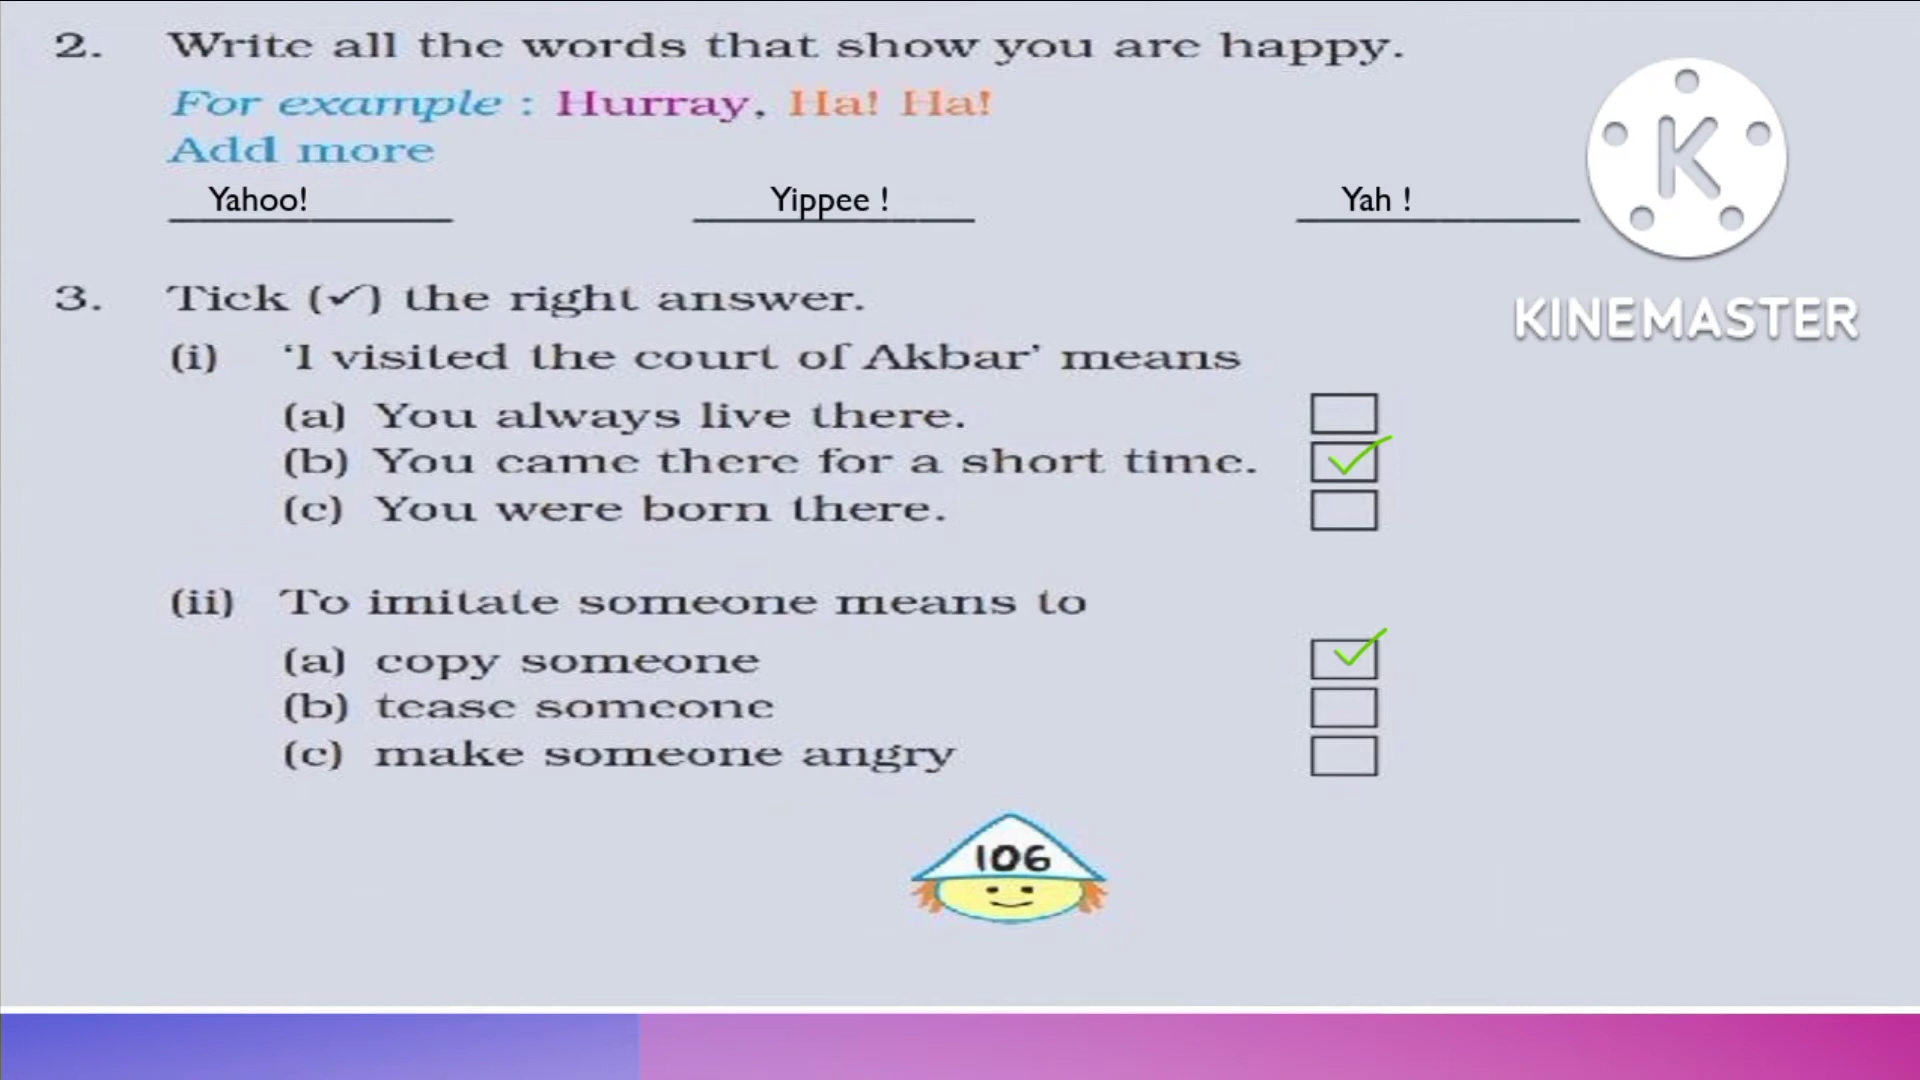 2. Write all the words that show you are happy.
For example : Hurray, Ha! Ha!
Add more
Yahoo! Yippee ! Yah !
3. Tick (✓) the right answer.
(i) ‘I visited the court of Akbar’ means
(a) You always live there.
(b) You came there for a short time.
(c) You were born there.
(ii) To imitate someone means to
(a) copy someone
(b) tease someone
(c) make someone angry
106
K
KINEMASTER